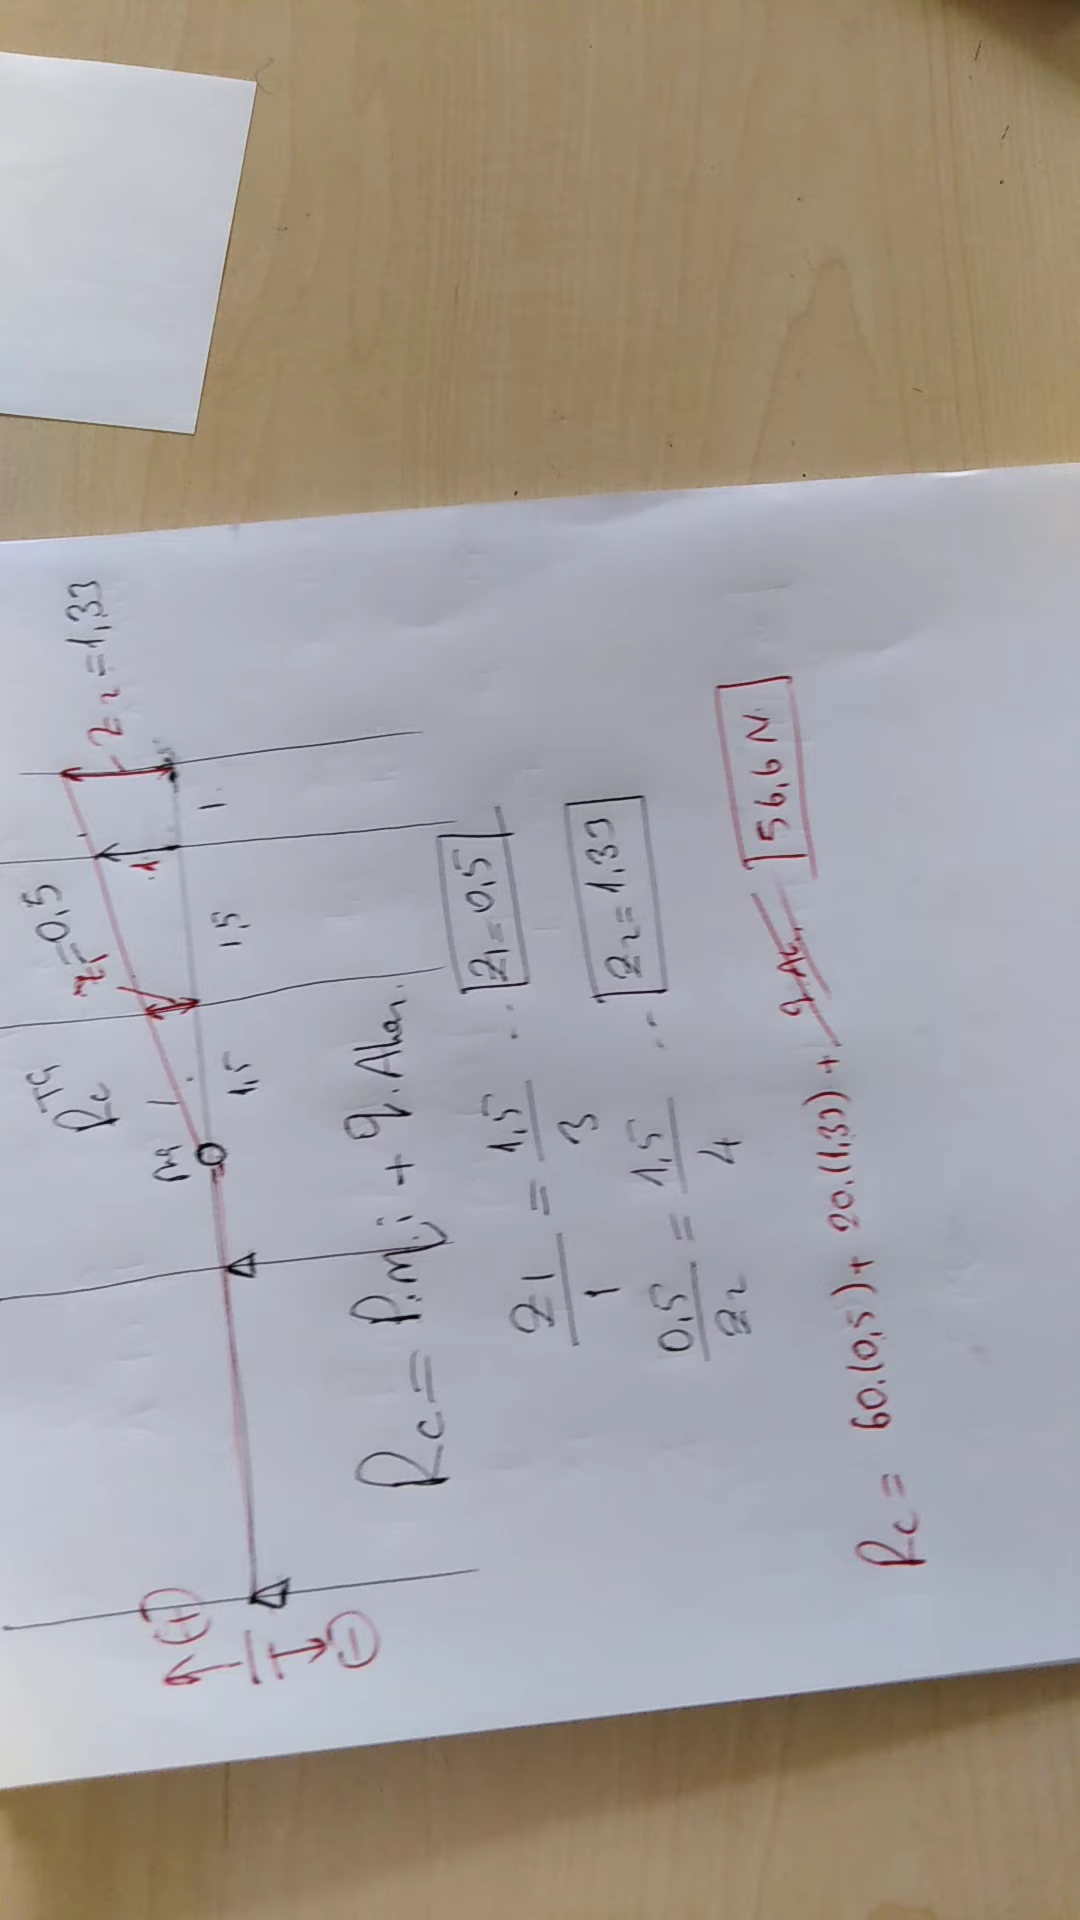 TÇ
Rc
z₁=0,5
z₂=1,33
1
1,5
1,5
1.
(+)
(-)
Rc = P.ηi + q.Alan.
z1/1 = 1,5/3 ... z1=0,5
0,5/z2 = 1,5/4 ... z2=1,33
Rc = 60.(0,5)+20.(1,33)+ 56,6 N.